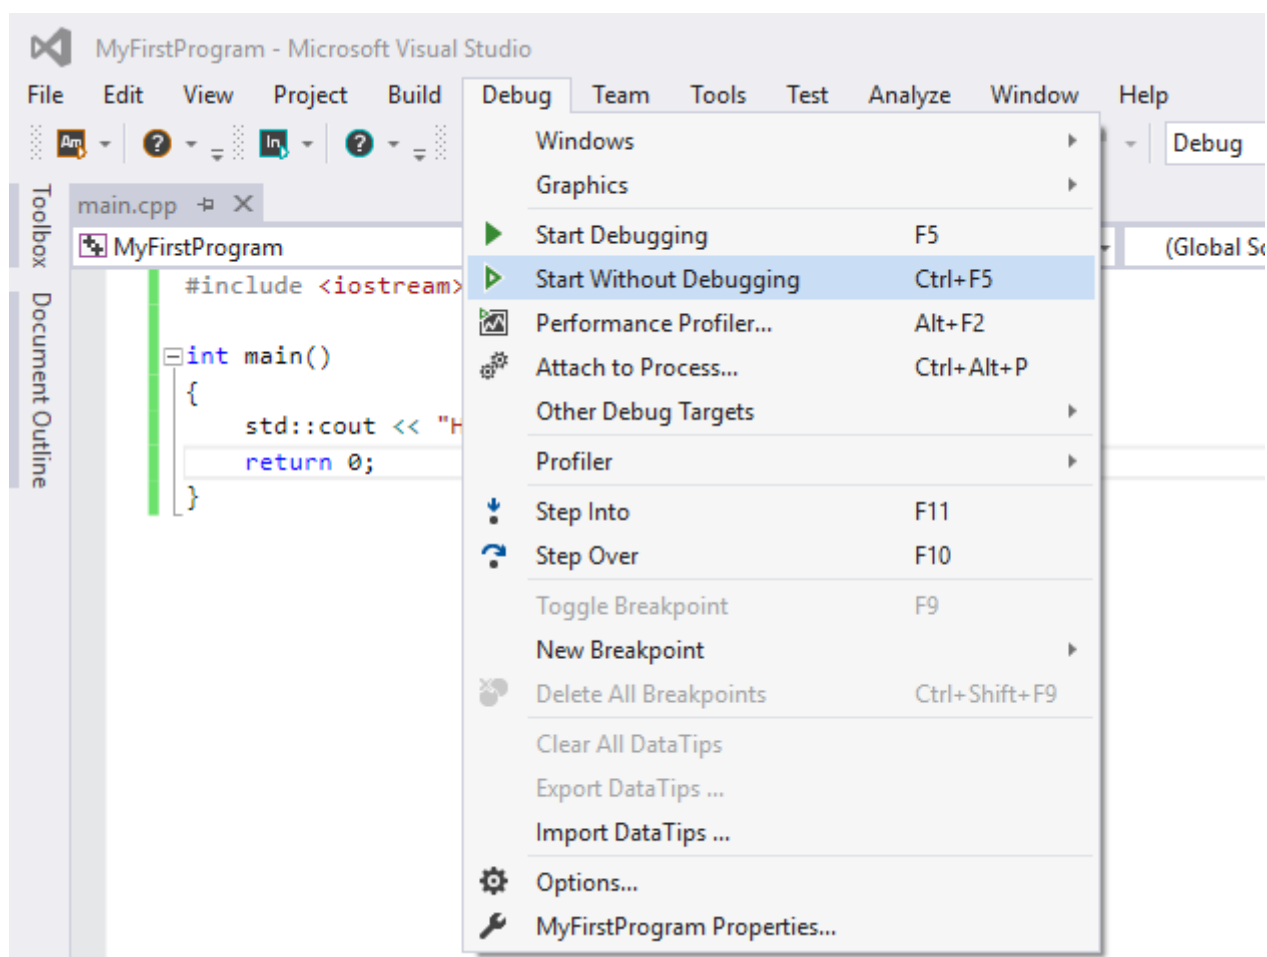 MyFirstProgram - Microsoft Visual Studio
File Edit View Project Build Debug Team Tools Test Analyze Window Help
Am In Debug
Toolbox
Document Outline
main.cpp
MyFirstProgram
(Global
#include <iostream>
int main()
{
std::cout << "H
return 0;
}
Windows
Graphics
Start Debugging F5
Start Without Debugging Ctrl+F5
Performance Profiler... Alt+F2
Attach to Process... Ctrl+Alt+P
Other Debug Targets
Profiler
Step Into F11
Step Over F10
Toggle Breakpoint F9
New Breakpoint
Delete All Breakpoints Ctrl+Shift+F9
Clear All DataTips
Export DataTips ...
Import DataTips ...
Options...
MyFirstProgram Properties...